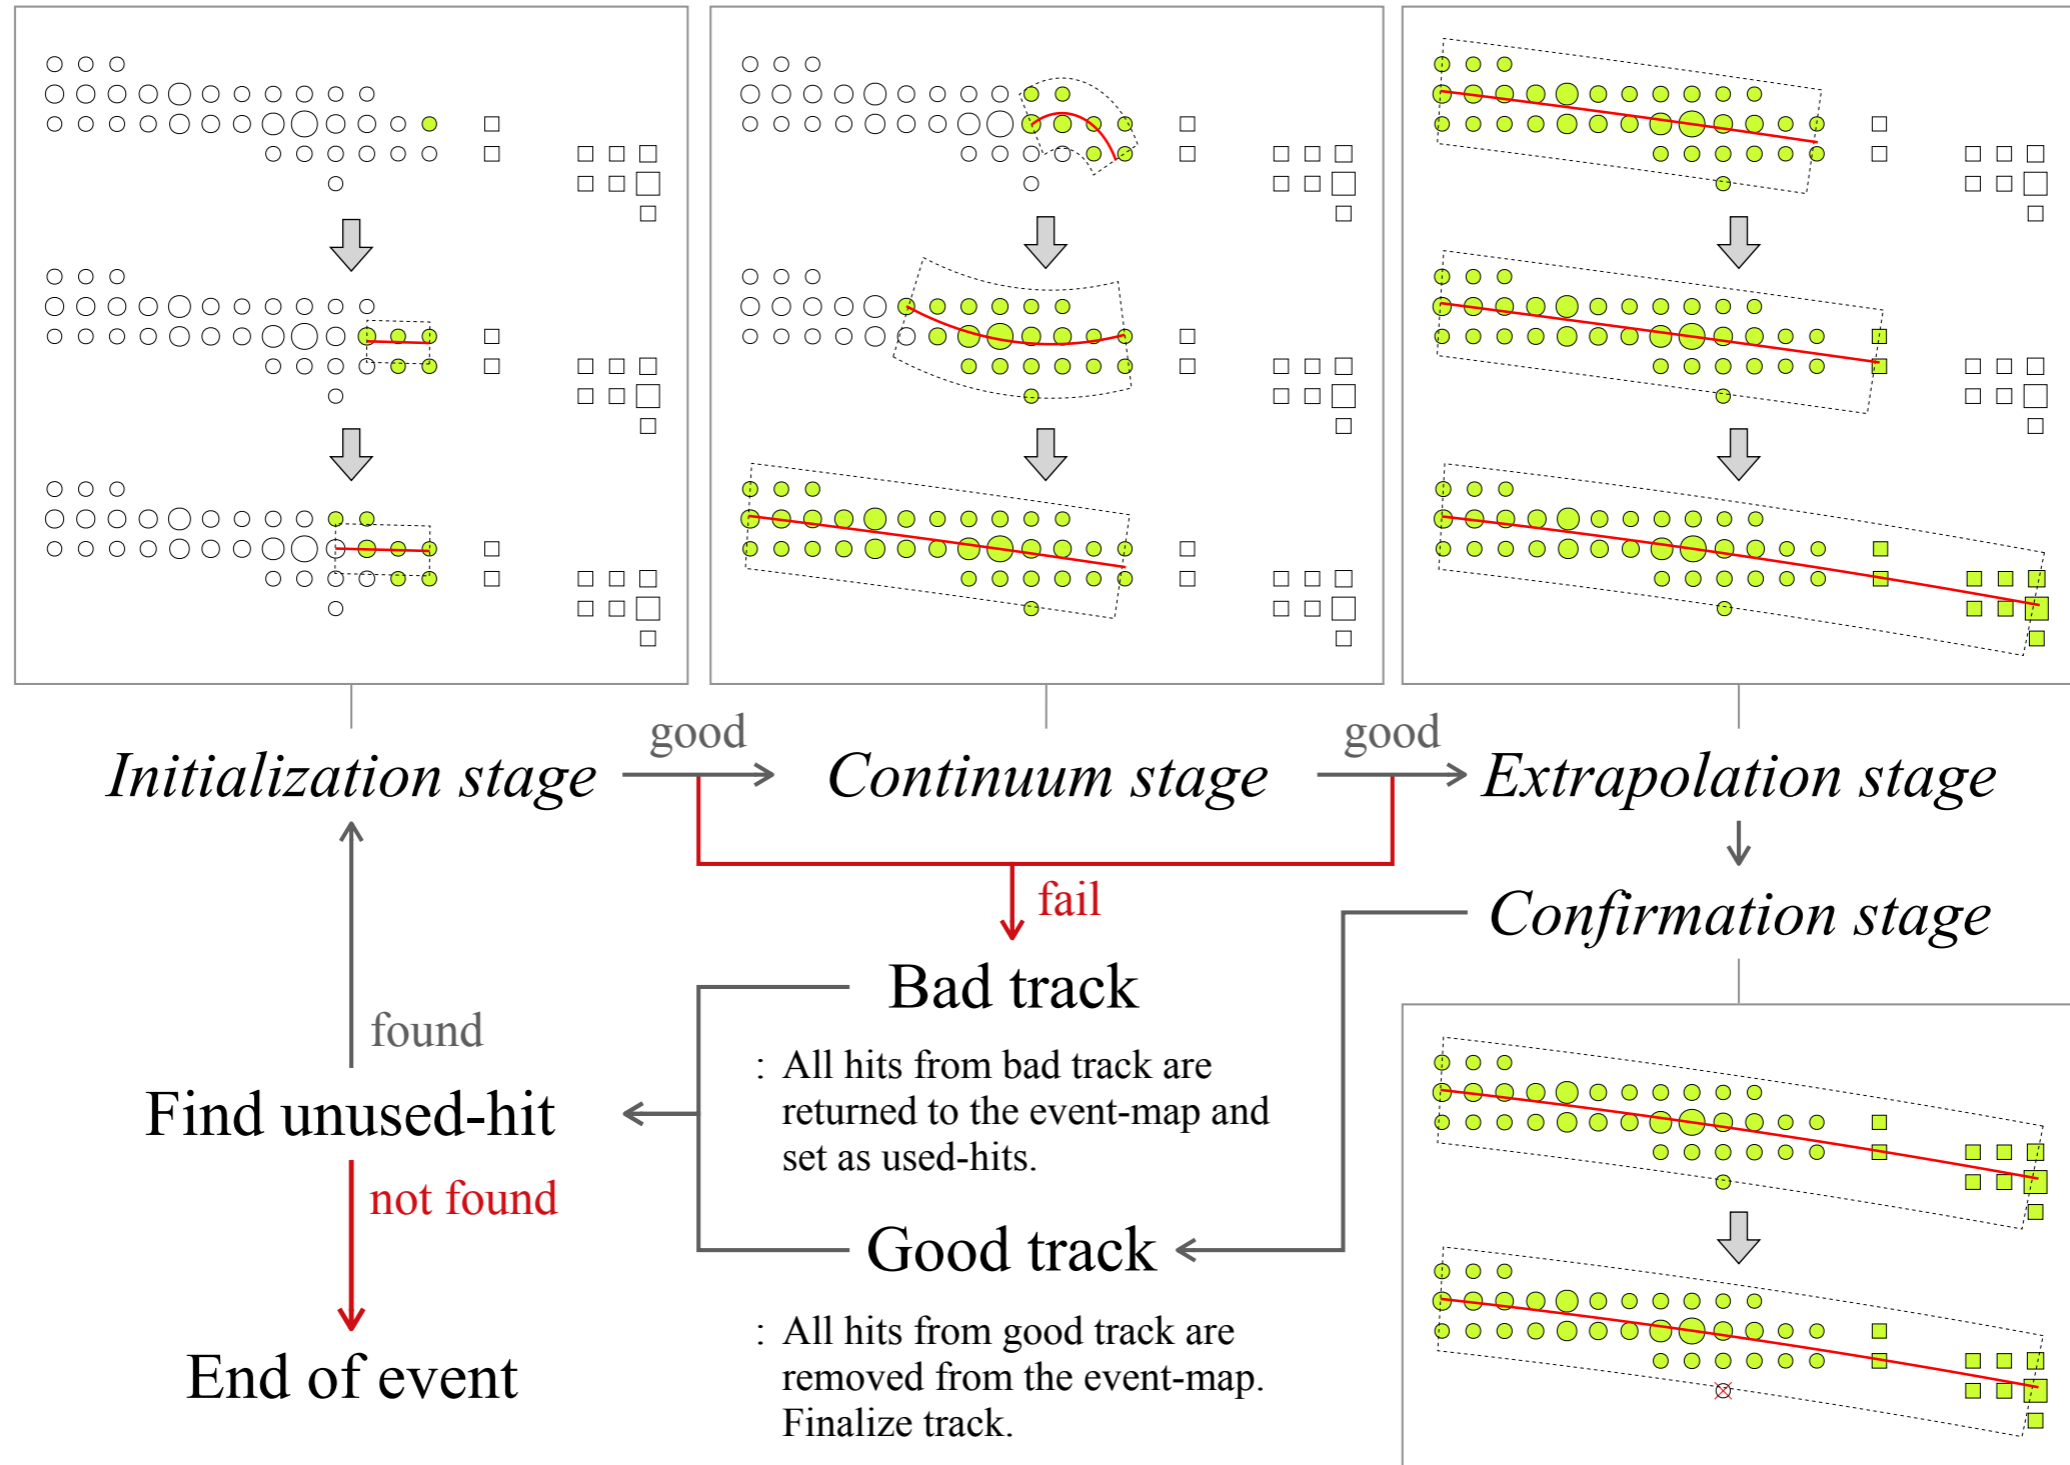 good
good
Initialization stage
Continuum stage
Extrapolation stage
fail
Confirmation stage
Bad track
: All hits from bad track are
returned to the event-map and
set as used-hits.
found
Find unused-hit
not found
Good track
: All hits from good track are
removed from the event-map.
Finalize track.
End of event